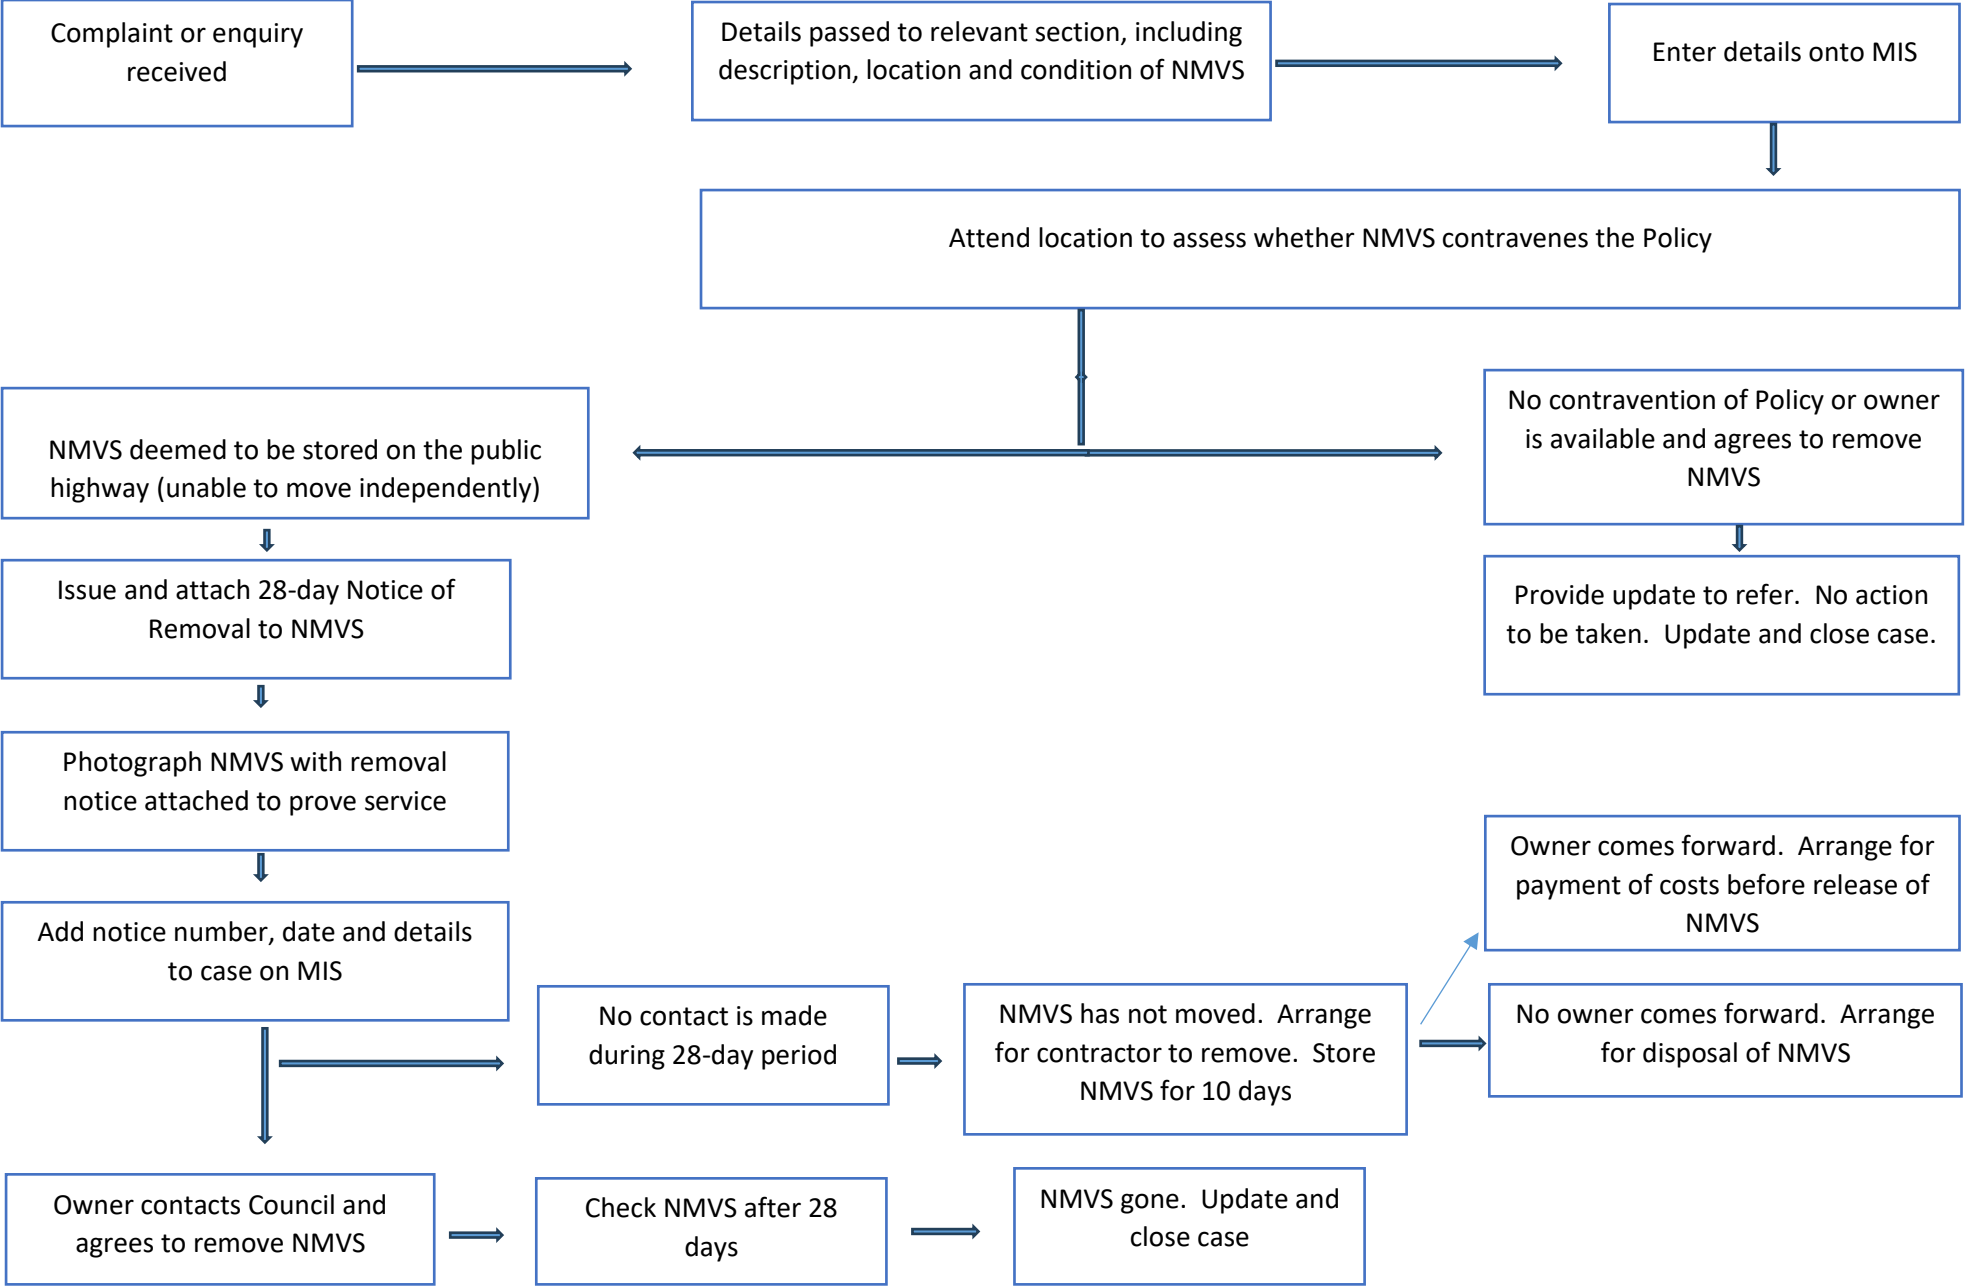 Complaint or enquiry
received
Details passed to relevant section, including
description, location and condition of NMVS
Enter details onto MIS
Attend location to assess whether NMVS contravenes the Policy
NMVS deemed to be stored on the public
highway (unable to move independently)
No contravention of Policy or owner
is available and agrees to remove
NMVS
Issue and attach 28-day Notice of
Removal to NMVS
Provide update to refer.  No action
to be taken.  Update and close case.
Photograph NMVS with removal
notice attached to prove service
Owner comes forward.  Arrange for
payment of costs before release of
NMVS
Add notice number, date and details
to case on MIS
No contact is made
during 28-day period
NMVS has not moved.  Arrange
for contractor to remove.  Store
NMVS for 10 days
No owner comes forward.  Arrange
for disposal of NMVS
Owner contacts Council and
agrees to remove NMVS
Check NMVS after 28
days
NMVS gone.  Update and
close case